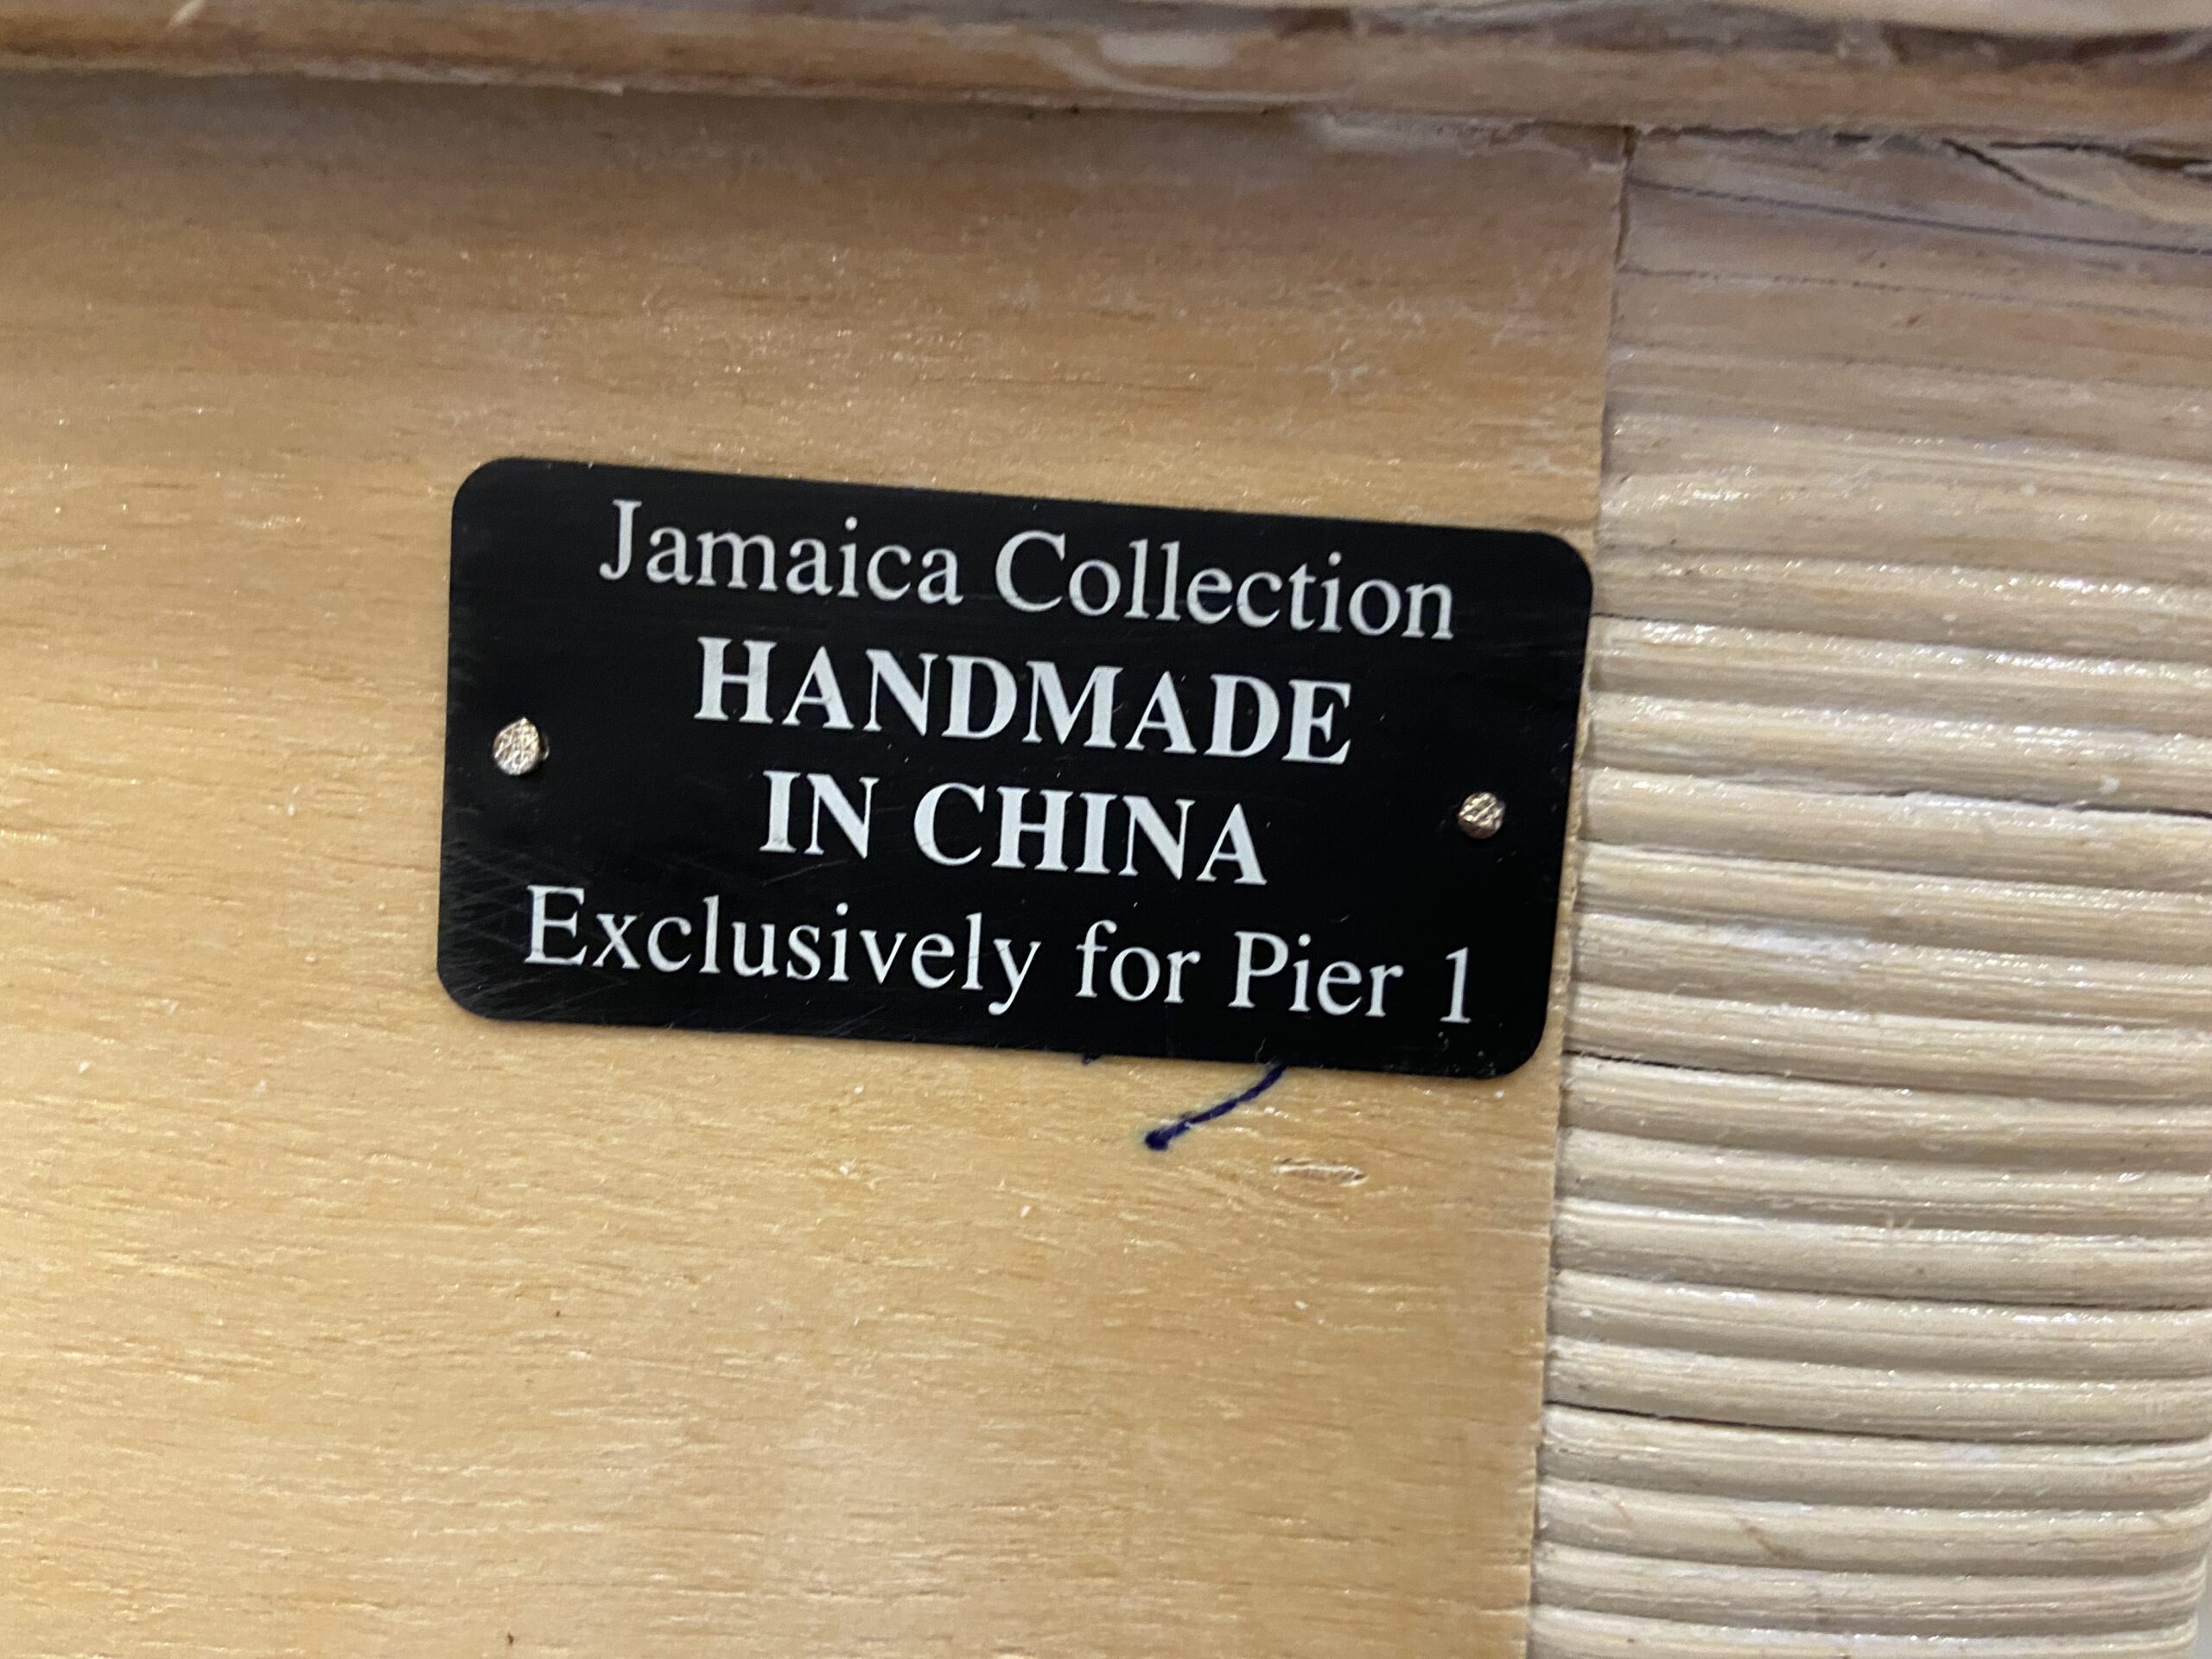 Jamaica Collection
HANDMADE
IN CHINA
Exclusively for Pier 1